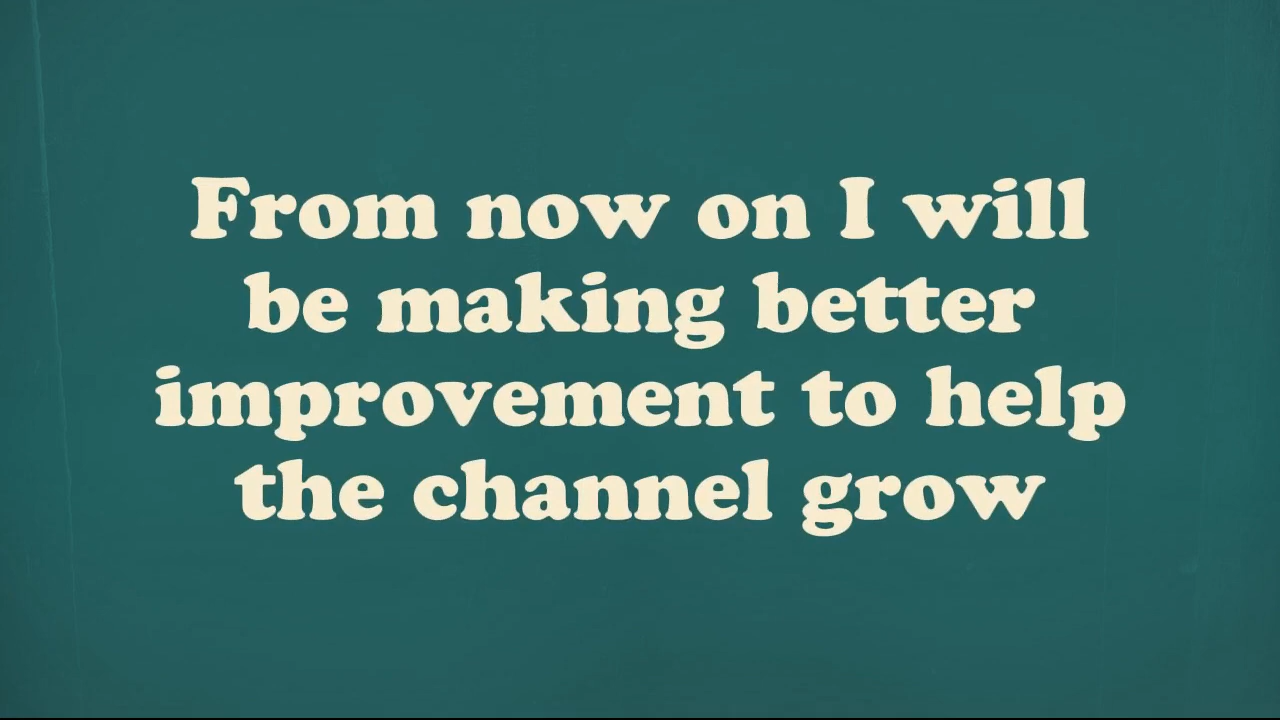 From now on I will
be making better
improvement to help
the channel grow